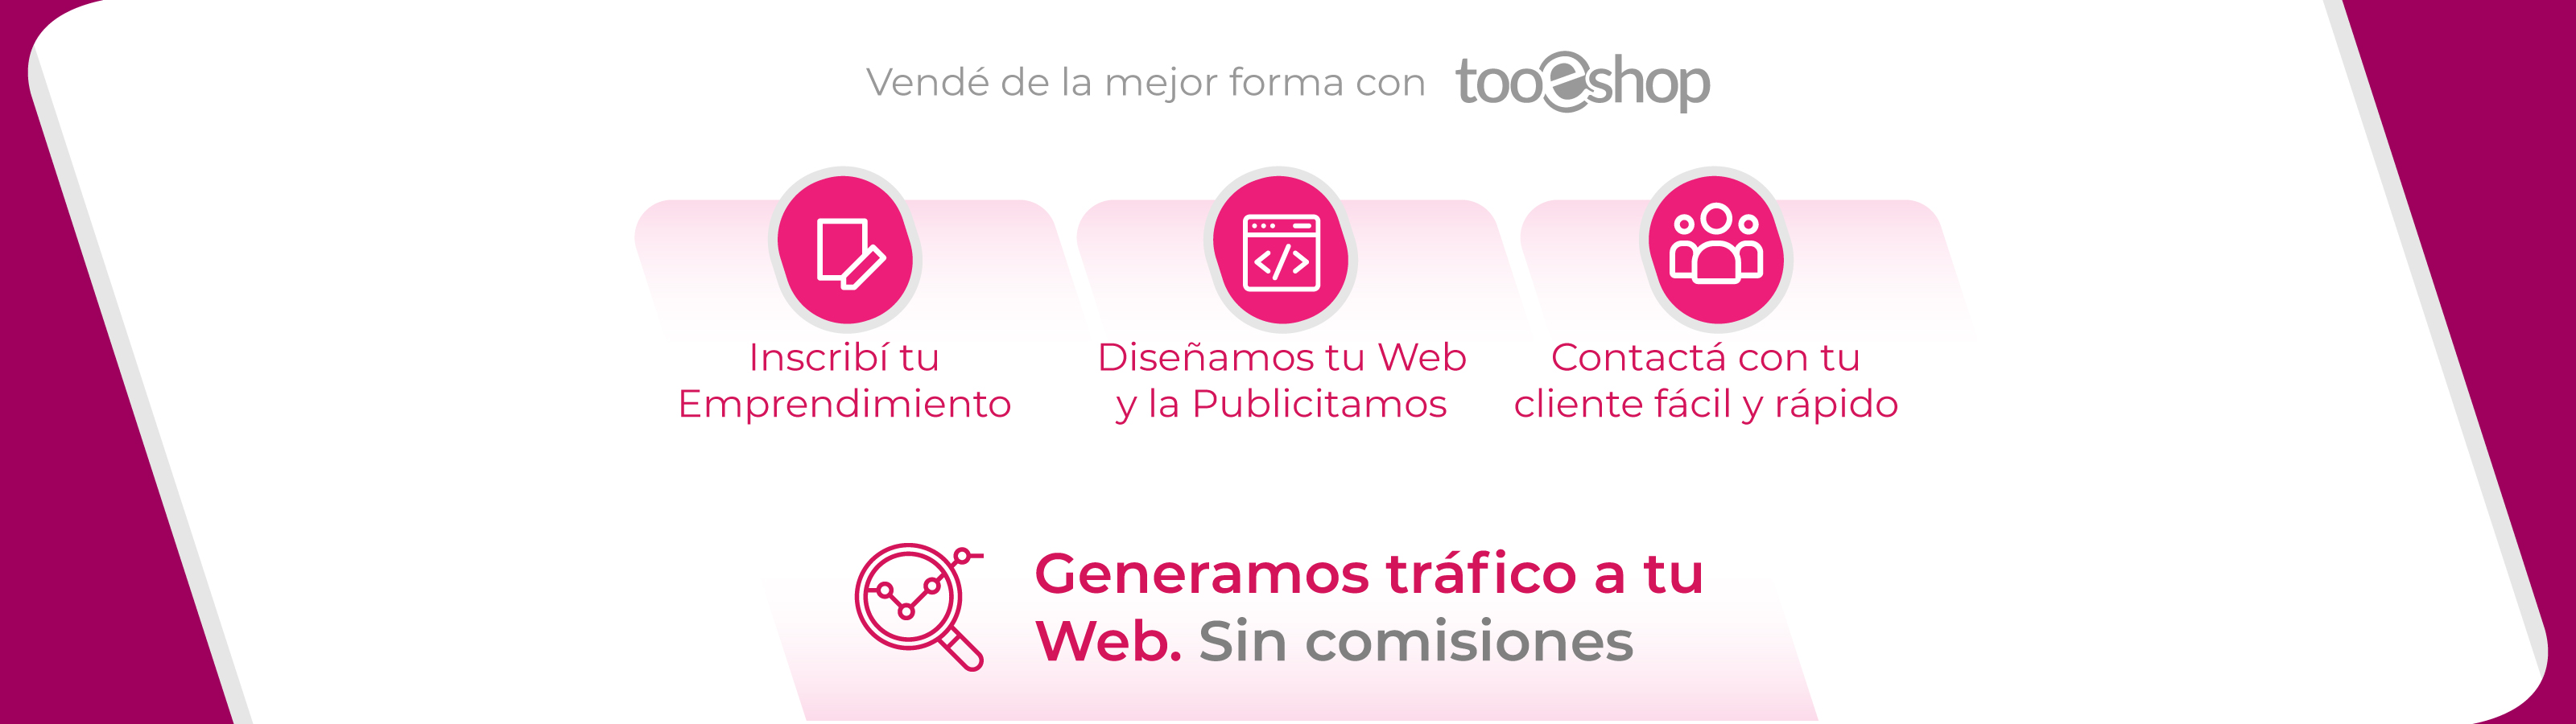 Vendé de la mejor forma con tooeshop
Inscribí tu
Emprendimiento
Diseñamos tu Web
y la Publicitamos
Contactá con tu
cliente fácil y rápido
Generamos tráfico a tu
Web. Sin comisiones